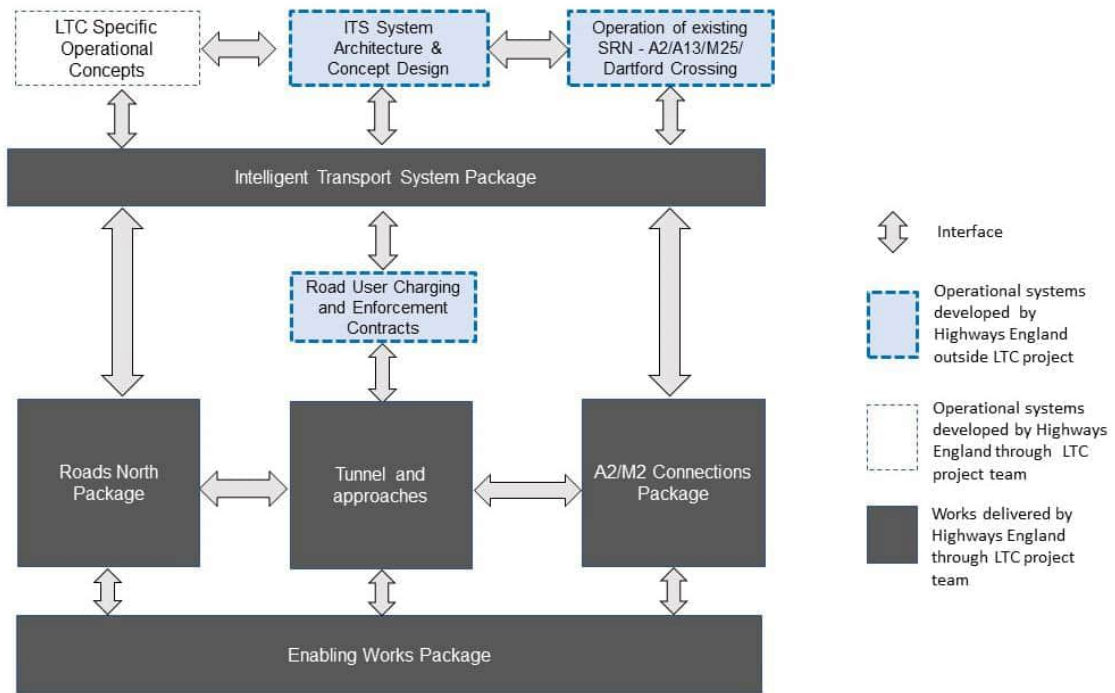 LTC Specific
Operational
Concepts
ITS System
Architecture &
Concept Design
Operation of existing
SRN - A2/A13/M25/
Dartford Crossing
Intelligent Transport System Package
Road User Charging
and Enforcement
Contracts
Roads North
Package
Tunnel and
approaches
A2/M2 Connections
Package
Enabling Works Package
Interface
Operational systems
developed by
Highways England
outside LTC project
Operational systems
developed by Highways
England through LTC
project team
Works delivered by
Highways England
through LTC project
team